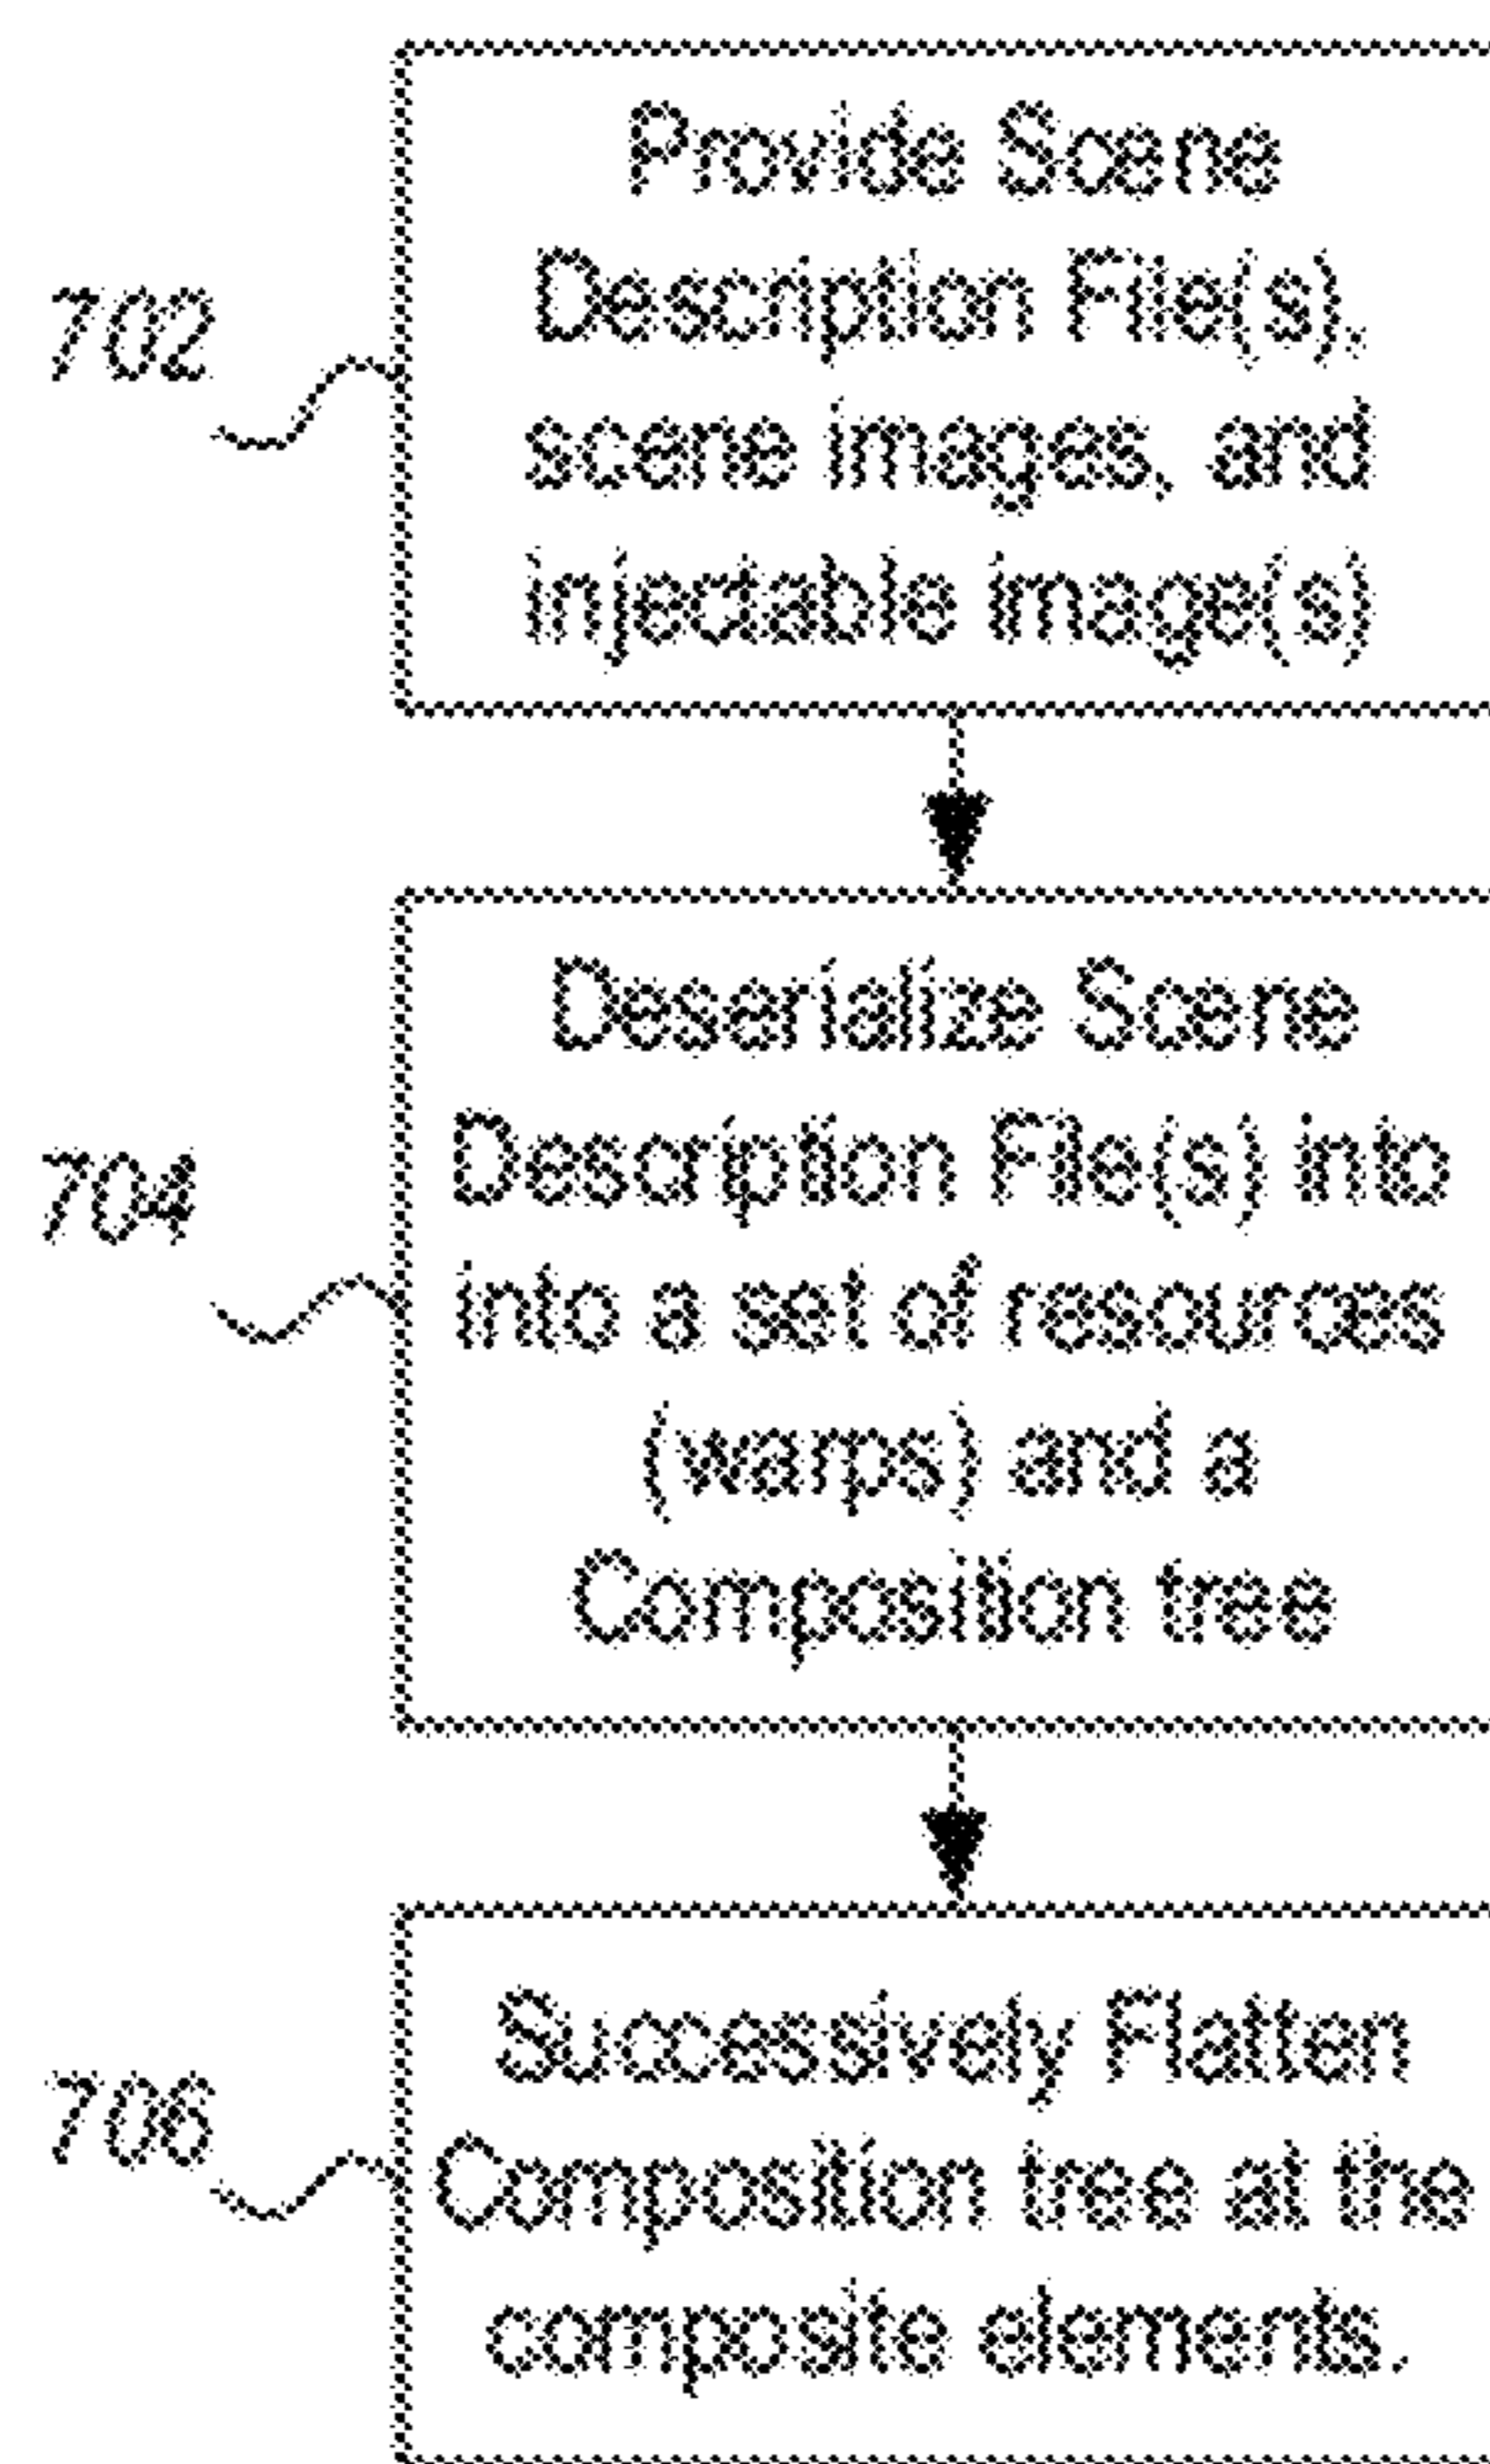 Provide Scene
Description File(s),
702
scene images, and
injectable image(s)
Deserialize Scene
Description File(s) into
704
into a set of resources
(warps) and a
Composition tree
Successively Flatten
706
Composition tree at the
composite elements.